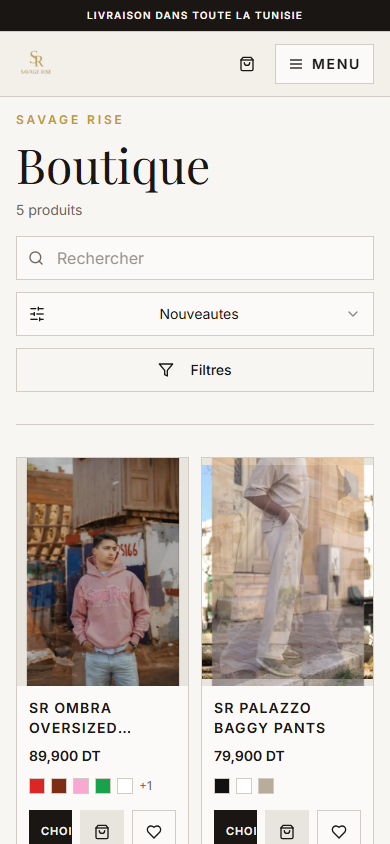 LIVRAISON DANS TOUTE LA TUNISIE
SR
SAVAGE RISE
MENU
SAVAGE RISE
Boutique
5 produits
Rechercher
Nouveautes
Filtres
5166
SR OMBRA
OVERSIZED...
89,900 DT
+1
CHOI
SR PALAZZO
BAGGY PANTS
79,900 DT
CHOI